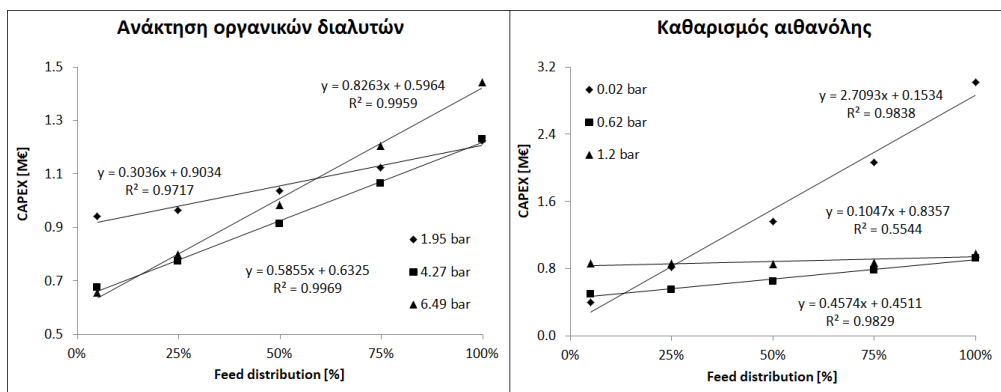 Ανάκτηση οργανικών διαλυτών
1.5
1.3
1.1
0.9
0.7
0.5
CAPEX [M€]
y = 0.8263x + 0.5964
R² = 0.9959
y = 0.3036x + 0.9034
R² = 0.9717
y = 0.5855x + 0.6325
R² = 0.9969
1.95 bar
4.27 bar
6.49 bar
0%
25%
50%
75%
100%
Feed distribution [%]
Καθαρισμός αιθανόλης
3.2
2.4
1.6
0.8
0.0
CAPEX [M€]
0.02 bar
0.62 bar
1.2 bar
y = 2.7093x + 0.1534
R² = 0.9838
y = 0.1047x + 0.8357
R² = 0.5544
y = 0.4574x + 0.4511
R² = 0.9829
0%
25%
50%
75%
100%
Feed distribution [%]